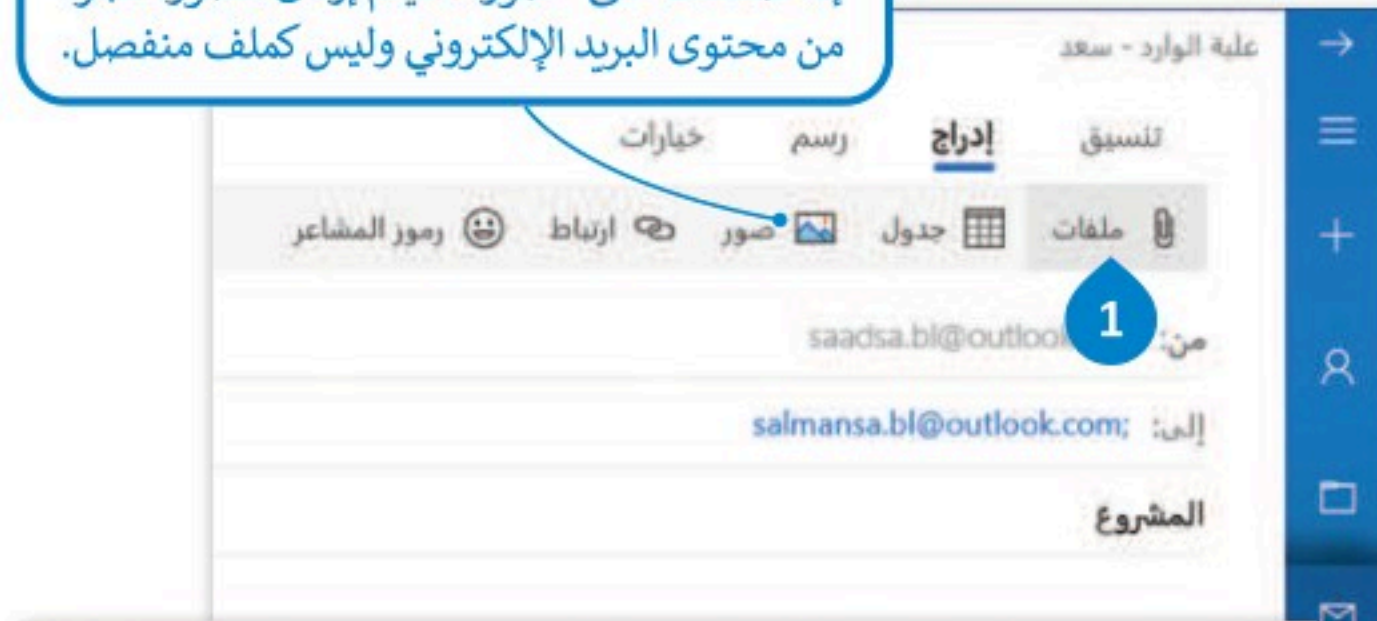 من محتوى البريد الإلكتروني وليس كملف منفصل.
علبة الوارد - سعد
تنسيق إدراج رسم خيارات
ملفات جدول صور ارتباط رموز المشاعر
1
من: saadsa.bl@outlook
إلى: salmansa.bl@outlook.com;
المشروع